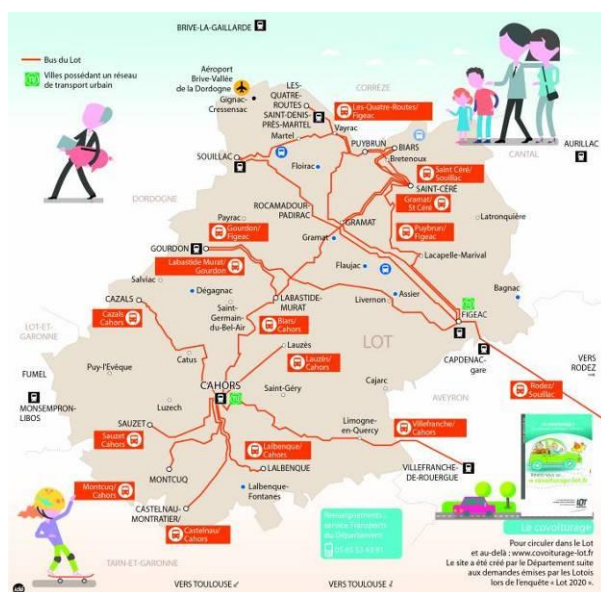 BRIVE-LA-GAILLARDE
Bus du Lot
Villes possédant un réseau
de transport urbain
Aéroport
Brive-Vallée
de la Dordogne
Gignac-
Cressensac
LES-
QUATRE-
ROUTES
SAINT-DENIS-
PRÈS-MARTEL
Martel
CORREZE
Les-Quatre-Routes/
Figeac
Vayrac
PUYBRUN
BIARS
Bretenoux
CANTAL
AURILLAC
SOUILLAC
Floirac
Saint Céré/
Souillac
SAINT-CÉRÉ
Gramat/
St Céré
DORDOGNE
ROCAMADOUR-
PADIRAC
Payrac
Gourdon/
Figeac
GRAMAT
Gramat
Puybrun/
Figeac
Latronquière
GOURDON
Labastide Murat/
Gourdon
Lacapelle-Marival
Salviac
Flaujac
Dégagnac
Assier
Bagnac
CAZALS
LABASTIDE-
MURAT
Livernon
FIGEAC
Cazals
Cahors
Saint-
Germain-
du-Bel-Air
Biars/
Cahors
LOT-ET-
GARONNE
LOT
Catus
Lauzès
CAPDENAC-
gare
VERS
RODEZ
→
Puy-l'Evêque
Lauzès/
Cahors
FUMEL
CAHORS
Saint-Géry
Cajarc
AVEYRON
Rodez/
Souillac
MONSEMPRON-
LIBOS
Luzech
SAUZET
Limogne-
en-Quercy
Villefranche/
Cahors
Sauzet
Cahors
Lalbenque/
Cahors
LALBENQUE
VILLEFRANCHE-
DE-ROUERGUE
MONTCUQ
Montcuq/
Cahors
Lalbenque-
Fontanes
CASTELNAU-
MONTRATIER/
Castelnau/
Cahors
Renseignements :
service Transports
du Département
05 65 53 43 91
Le covoiturage
TARN-ET-GARONNE
Pour circuler dans le Lot
et au-delà : www.covoiturage-lot.fr
Le site a été créé par le Département suite
aux demandes émises par les Lotois
lors de l'enquête « Lot 2020 ».
VERS TOULOUSE ↙
VERS TOULOUSE